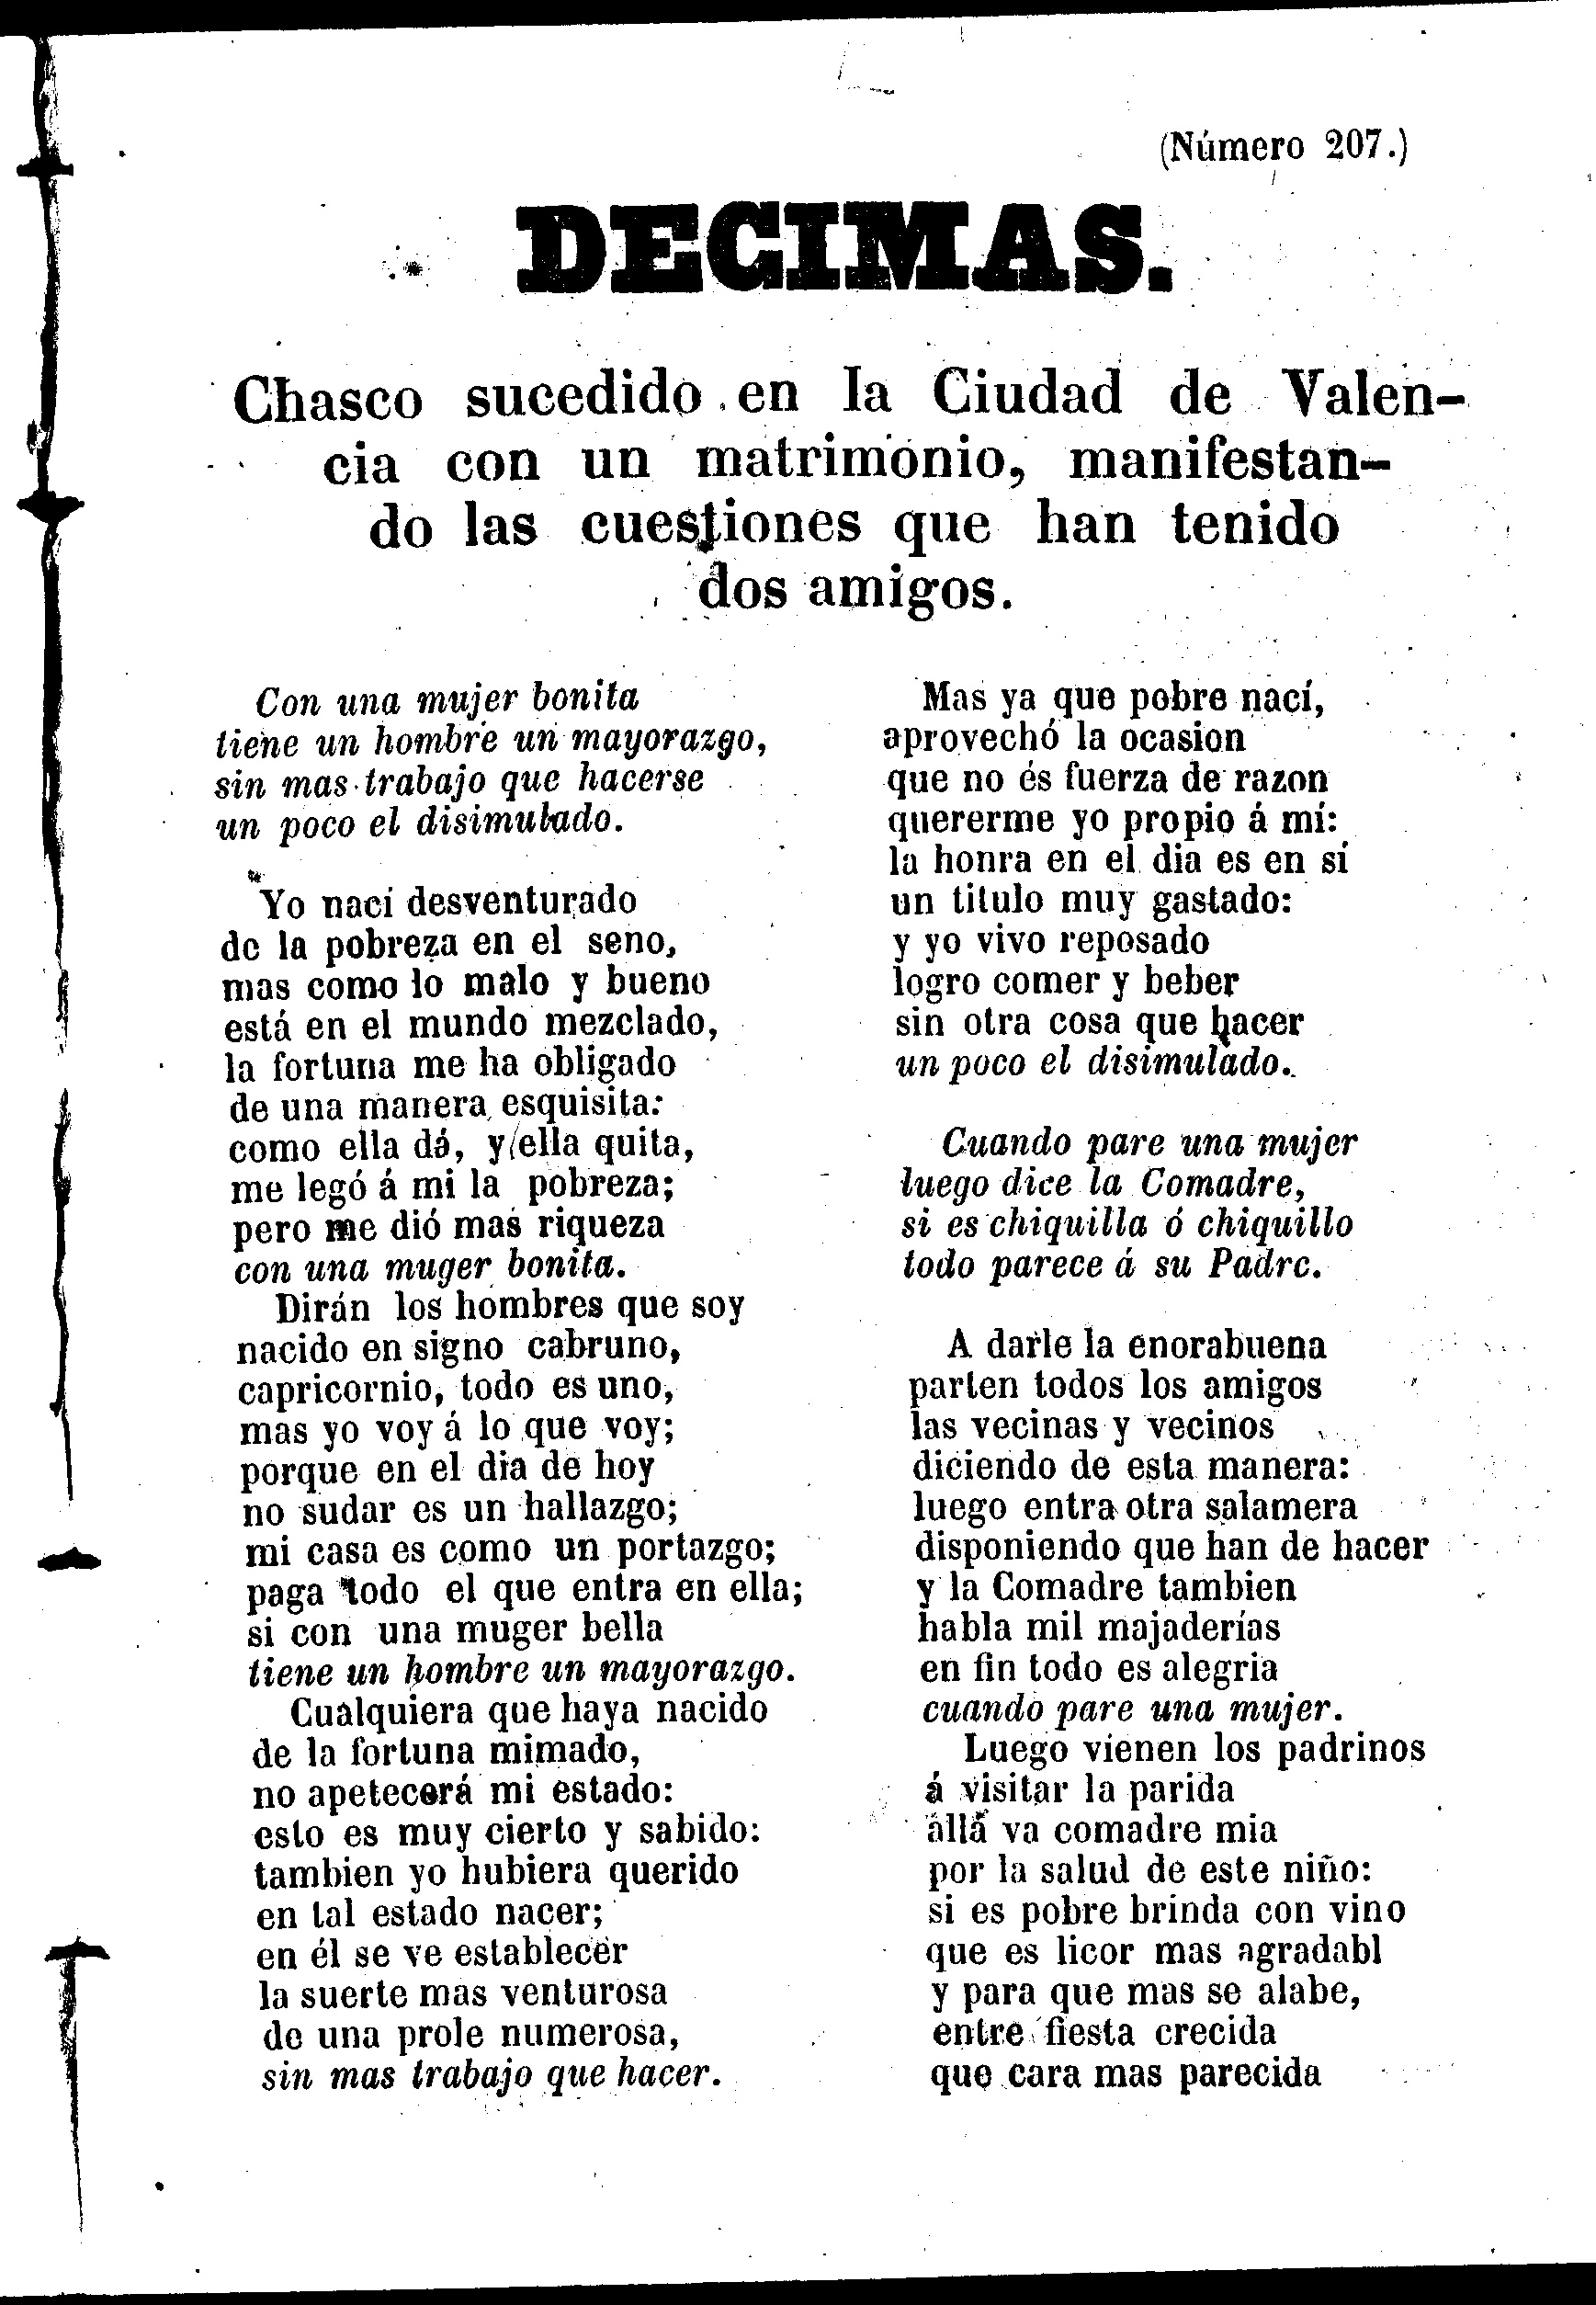 (Número 207.)
DECIMAS.
Chasco sucedido en la Ciudad de Valen-
cia con un matrimonio, manifestan-
do las cuestiones que han tenido
dos amigos.
Con una mujer bonita
tiene un hombre un mayorazgo,
sin mas trabajo que hacerse
un poco el disimulado.
Yo naci desventurado
de la pobreza en el seno,
mas como lo malo y bueno
está en el mundo mezclado,
la fortuna me ha obligado
de una manera esquisita:
como ella dá, y ella quita,
me legó á mi la pobreza;
pero me dió mas riqueza
con una muger bonita.
Dirán los hombres que soy
nacido en signo cabruno,
capricornio, todo es uno,
mas yo voy á lo que voy;
porque en el dia de hoy
no sudar es un hallazgo;
mi casa es como un portazgo;
paga todo el que entra en ella;
si con una muger bella
tiene un hombre un mayorazgo.
Cualquiera que haya nacido
de la fortuna mimado,
no apetecerá mi estado:
esto es muy cierto y sabido:
tambien yo hubiera querido
en tal estado nacer;
en él se ve establecer
la suerte mas venturosa
de una prole numerosa,
sin mas trabajo que hacer.
Mas ya que pobre nací,
aprovechó la ocasion
que no és fuerza de razon
quererme yo propio á mí:
la honra en el dia es en sí
un titulo muy gastado:
y yo vivo reposado
logro comer y beber
sin otra cosa que hacer
un poco el disimulado.
Cuando pare una mujer
luego dice la Comadre,
si es chiquilla ó chiquillo
todo parece á su Padre.
A darle la enorabuena
parten todos los amigos
las vecinas y vecinos
diciendo de esta manera:
luego entra otra salamera
disponiendo que han de hacer
y la Comadre tambien
habla mil majaderías
en fin todo es alegria
cuando pare una mujer.
Luego vienen los padrinos
á visitar la parida
allá va comadre mia
por la salud de este niño:
si es pobre brinda con vino
que es licor mas agradabl
y para que mas se alabe,
entre fiesta crecida
que cara mas parecida